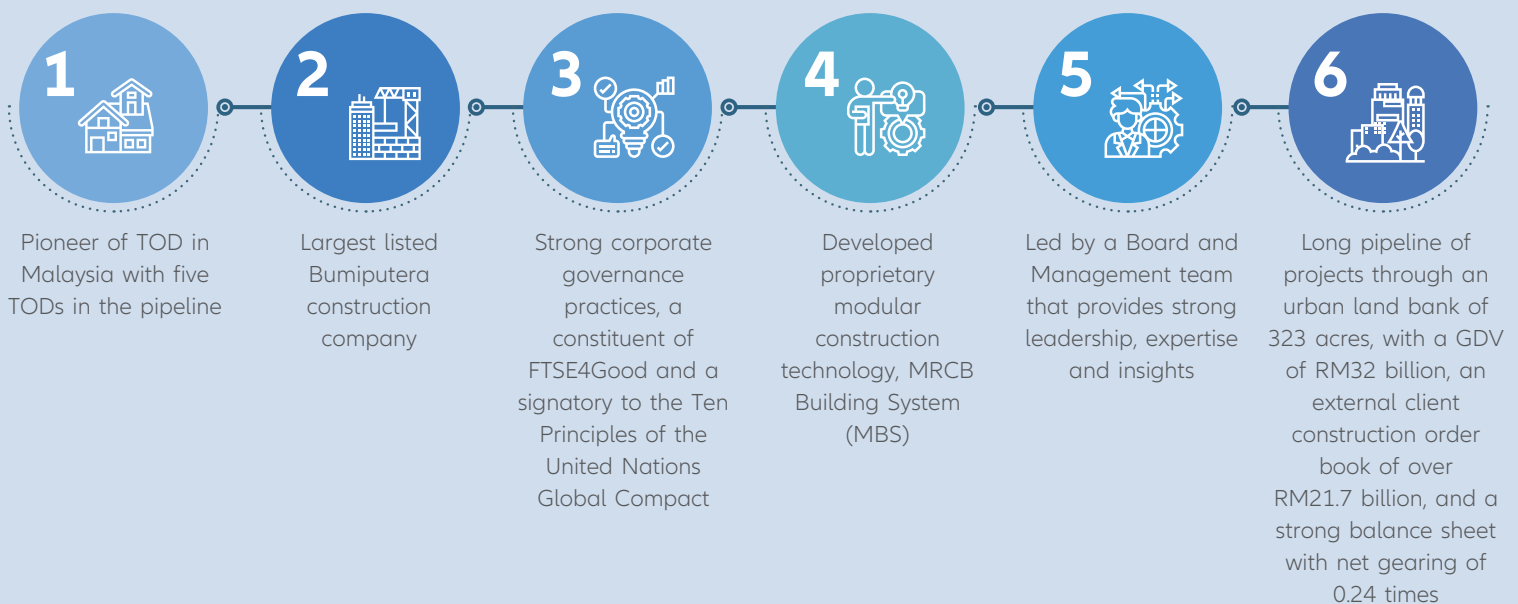 1
Pioneer of TOD in
Malaysia with five
TODs in the pipeline
2
Largest listed
Bumiputera
construction
company
3
Strong corporate
governance
practices, a
constituent of
FTSE4Good and a
signatory to the Ten
Principles of the
United Nations
Global Compact
4
Developed
proprietary
modular
construction
technology, MRCB
Building System
(MBS)
5
Led by a Board and
Management team
that provides strong
leadership, expertise
and insights
6
Long pipeline of
projects through an
urban land bank of
323 acres, with a GDV
of RM32 billion, an
external client
construction order
book of over
RM21.7 billion, and a
strong balance sheet
with net gearing of
0.24 times